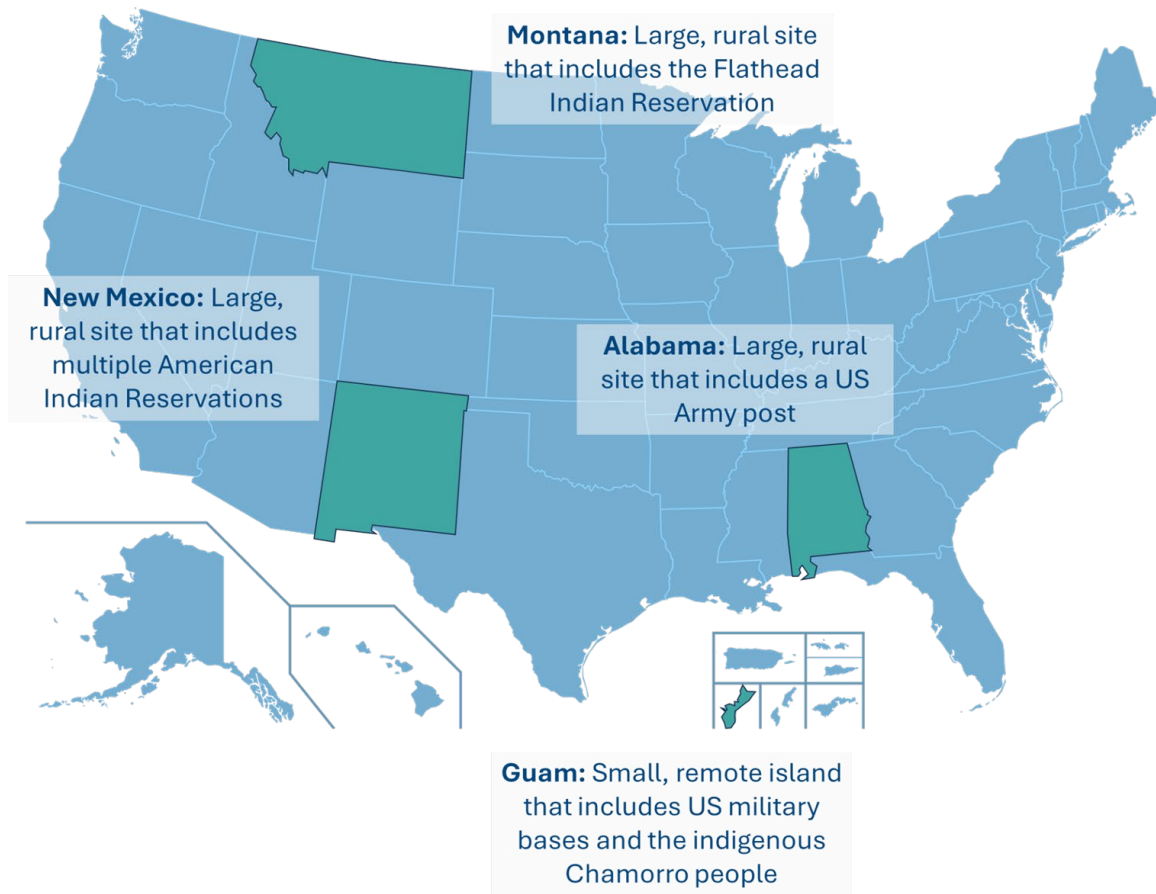 Montana: Large, rural site
that includes the Flathead
Indian Reservation
New Mexico: Large,
rural site that includes
multiple American
Indian Reservations
Alabama: Large, rural
site that includes a US
Army post
Guam: Small, remote island
that includes US military
bases and the indigenous
Chamorro people